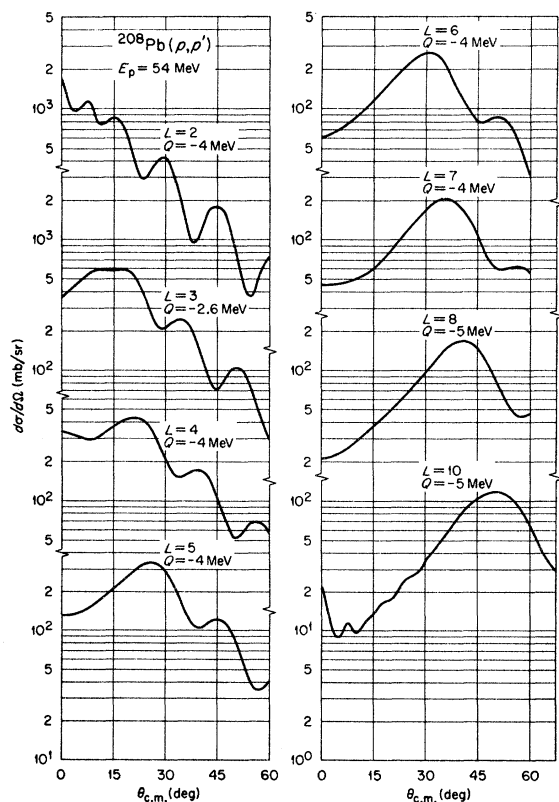 ²⁰⁸Pb(p,p′)
E_p = 54 MeV
dσ/dΩ (mb/sr)
2
10³
5
2
10³
5
2
10²
5
2
10²
5
2
10²
5
2
10¹
L = 2
Q = −4 MeV
L = 3
Q = −2.6 MeV
L = 4
Q = −4 MeV
L = 5
Q = −4 MeV
0 15 30 45 60
θc.m. (deg)
5
2
10²
5
2
10²
5
2
10²
5
2
10²
5
2
10¹
5
2
10⁰
L = 6
Q = −4 MeV
L = 7
Q = −4 MeV
L = 8
Q = −5 MeV
L = 10
Q = −5 MeV
0 15 30 45 60
θc.m. (deg)